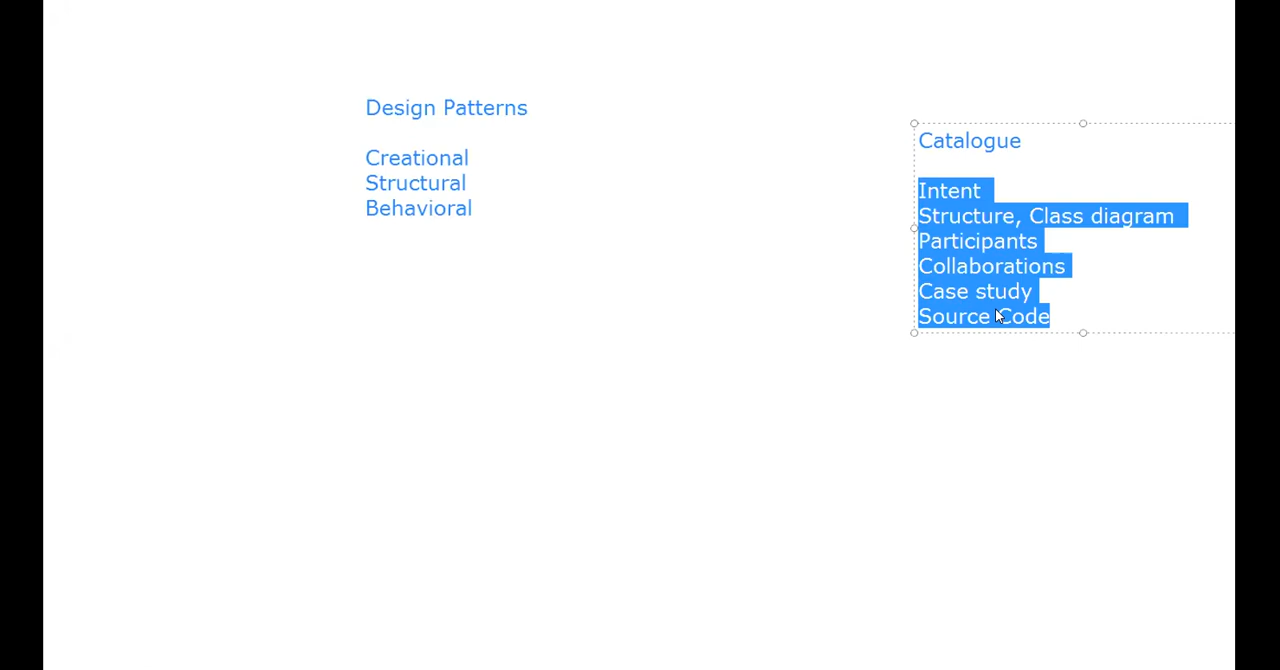 Design Patterns
Creational
Structural
Behavioral
Catalogue
Intent
Structure, Class diagram
Participants
Collaborations
Case study
Source Code